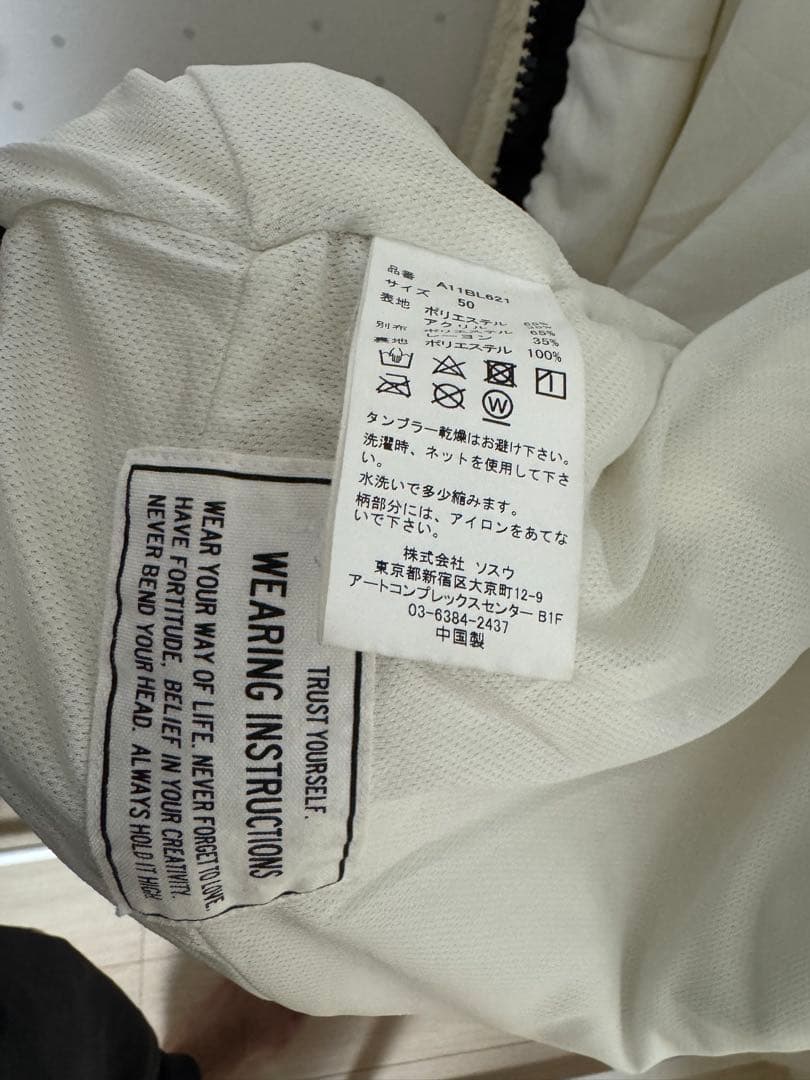 品番 A11BL621
サイズ 50
表地 ポリエステル
アクリル
別布 ポリエステル 65%
レーヨン 35%
裏地 ポリエステル 100%
W
タンブラー乾燥はお避け下さい。
洗濯時、ネットを使用して下さ
い。
水洗いで多少縮みます。
柄部分には、アイロンをあてな
いで下さい。
株式会社 ソスウ
東京都新宿区大京町12-9
アートコンプレックスセンター B1F
03-6384-2437
中国製
TRUST YOURSELF.
WEARING INSTRUCTIONS
WEAR YOUR WAY OF LIFE. NEVER FORGET TO LOVE.
HAVE FORTITUDE, BELIEF IN YOUR CREATIVITY.
NEVER BEND YOUR HEAD. ALWAYS HOLD IT HIGH.